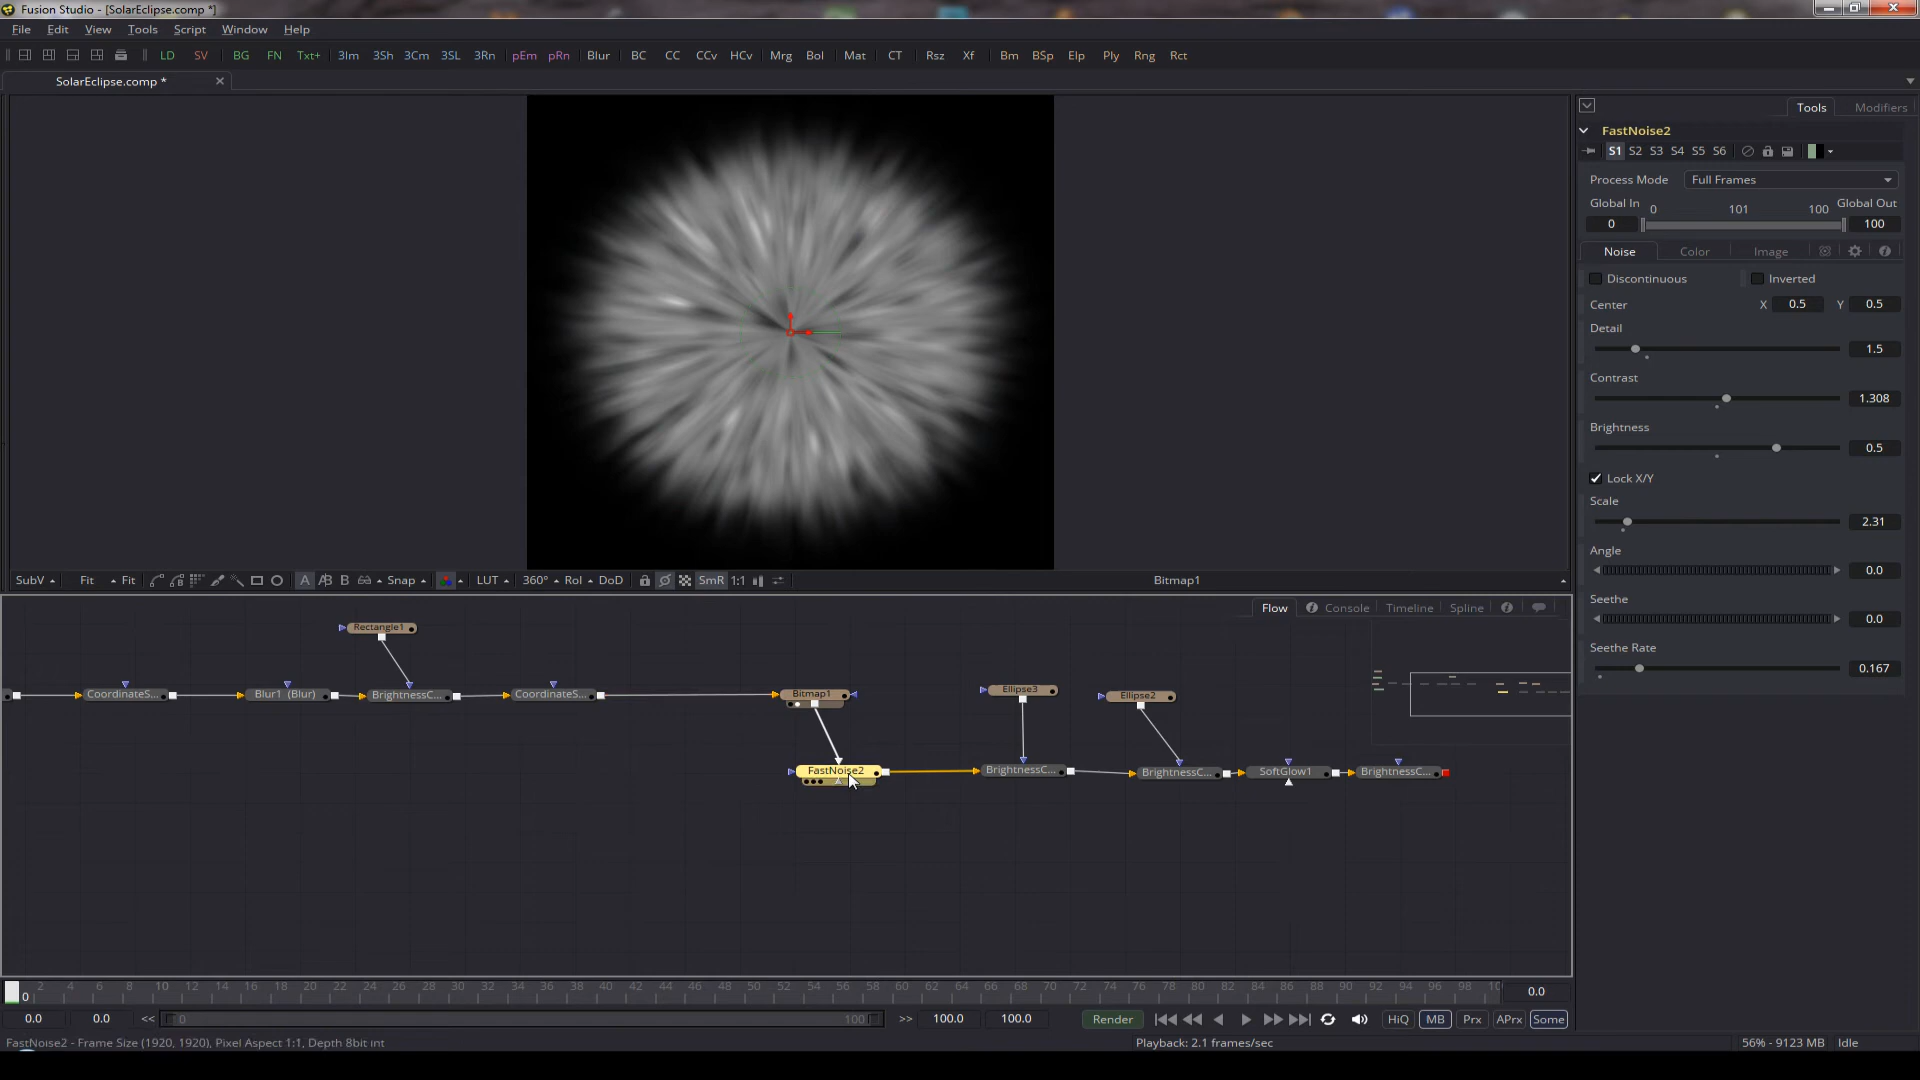 Fusion Studio - [SolarEclipse.comp *]
File Edit View Tools Script Window Help
LD SV BG FN Txt+ 3Im 3Sh 3Cm 3SL 3Rn pEm pRn Blur BC CC CCv HCv Mrg Bol Mat CT Rsz Xf Bm BSp Elp Ply Rng Rct
SolarEclipse.comp *
Tools Modifiers
FastNoise2
S1 S2 S3 S4 S5 S6
Process Mode Full Frames
Global In 0 101 100 Global Out
0 100
Noise Color Image
Discontinuous Inverted
Center X 0.5 Y 0.5
Detail
1.5
Contrast
1.308
Brightness
0.5
Lock X/Y
Scale
2.31
Angle
0.0
Seethe
0.0
Seethe Rate
0.167
SubV Fit Fit A B Snap LUT 360° RoI DoD SmR 1:1 Bitmap1
Flow Console Timeline Spline
Rectangle1
CoordinateS... Blur1 (Blur) BrightnessC... CoordinateS... Bitmap1 Ellipse3 Ellipse2
FastNoise2 BrightnessC... BrightnessC... SoftGlow1 BrightnessC...
0 2 4 6 8 10 12 14 16 18 20 22 24 26 28 30 32 34 36 38 40 42 44 46 48 50 52 54 56 58 60 62 64 66 68 70 72 74 76 78 80 82 84 86 88 90 92 94 96 98 10 0.0
0.0 0.0 << 0 100 >> 100.0 100.0 Render HiQ MB Prx APrx Some
FastNoise2 - Frame Size (1920, 1920), Pixel Aspect 1:1, Depth 8bit int Playback: 2.1 frames/sec 56% - 9123 MB Idle